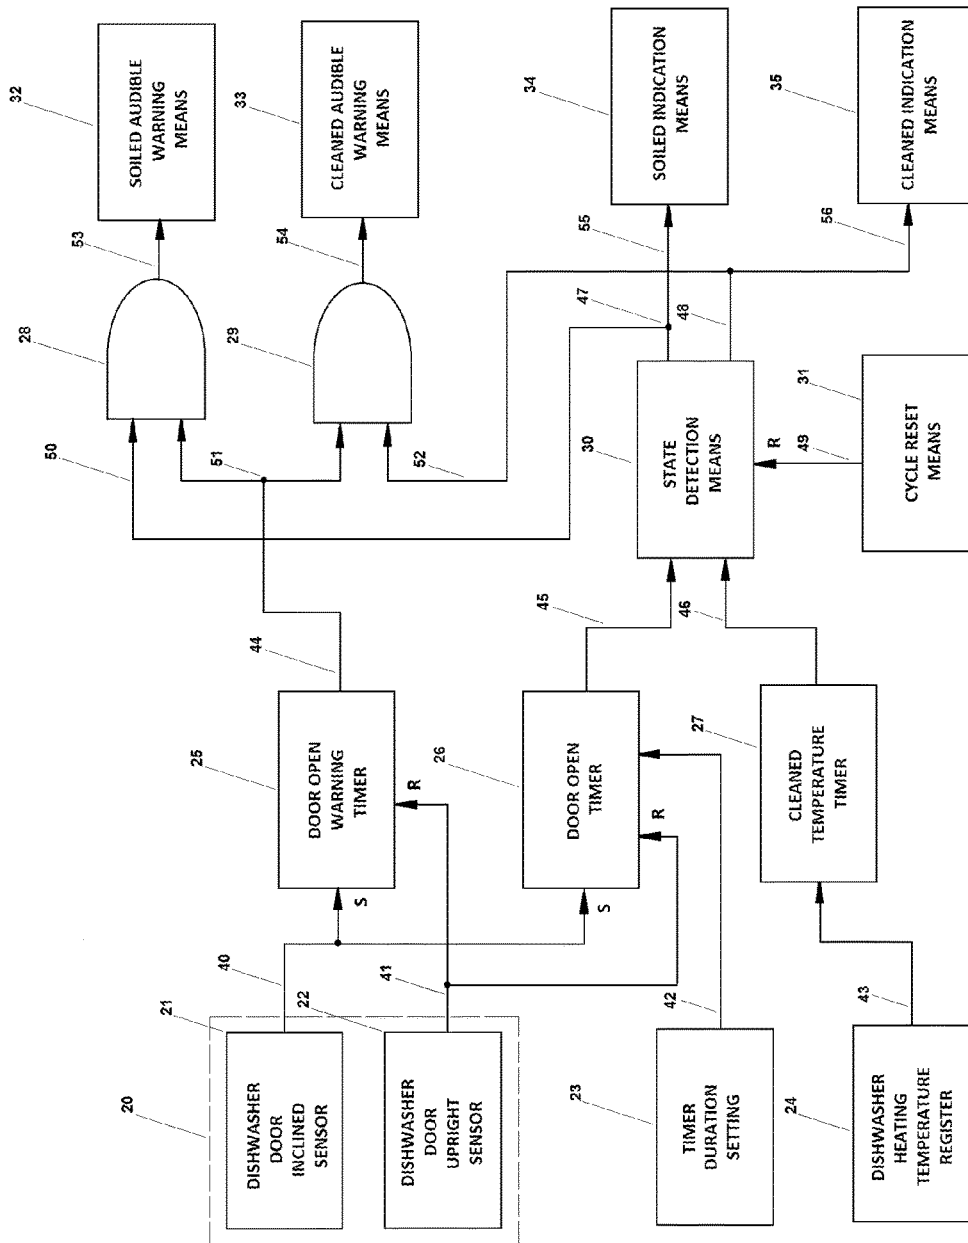 20
21
DISHWASHER
DOOR
INCLINED
SENSOR
22
DISHWASHER
DOOR
UPRIGHT
SENSOR
23
TIMER
DURATION
SETTING
24
DISHWASHER
HEATING
TEMPERATURE
REGISTER
40
41
42
43
S
R
S
R
25
DOOR OPEN
WARNING
TIMER
26
DOOR OPEN
TIMER
27
CLEANED
TEMPERATURE
TIMER
44
45
46
50
51
52
28
29
30
STATE
DETECTION
MEANS
R
49
31
CYCLE RESET
MEANS
47
48
53
54
55
56
32
SOILED AUDIBLE
WARNING
MEANS
33
CLEANED AUDIBLE
WARNING
MEANS
34
SOILED INDICATION
MEANS
35
CLEANED INDICATION
MEANS